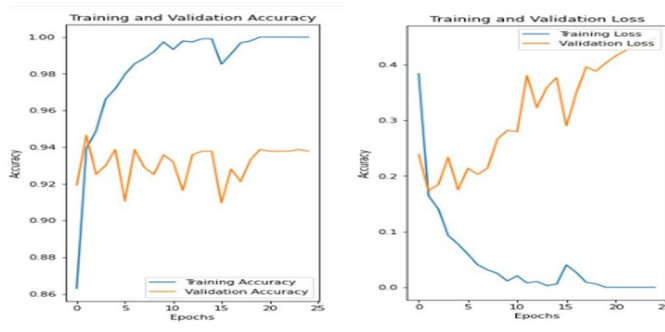 Training and Validation Accuracy
1.00
0.98
0.96
0.94
0.92
0.90
0.88
0.86
Accuracy
Training Accuracy
Validation Accuracy
0 5 10 15 20 25
Epochs
Training and Validation Loss
Training Loss
Validation Loss
0.4
0.3
0.2
0.1
0.0
Accuracy
0 5 10 15 20 25
Epochs